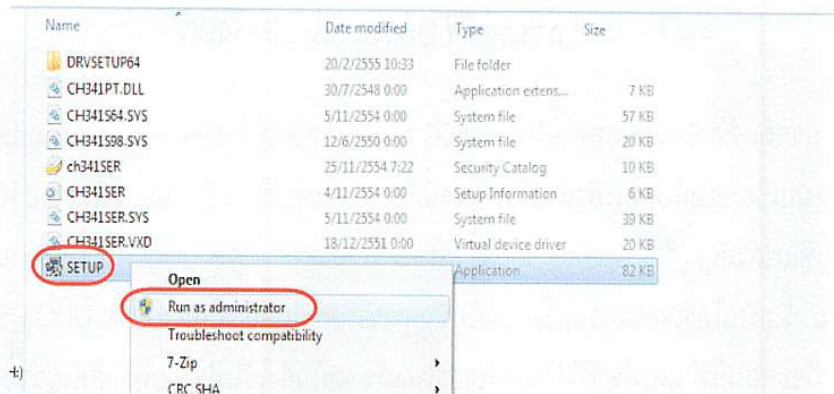 Name Date modified Type Size
DRVSETUP64 20/2/2555 10:33 File folder
CH341PT.DLL 30/7/2548 0:00 Application extens... 7 KB
CH341S64.SYS 5/11/2554 0:00 System file 57 KB
CH341S98.SYS 12/6/2550 0:00 System file 20 KB
ch341SER 25/11/2554 7:22 Security Catalog 10 KB
CH341SER 4/11/2554 0:00 Setup Information 6 KB
CH341SER.SYS 5/11/2554 0:00 System file 39 KB
CH341SER.VXD 18/12/2551 0:00 Virtual device driver 20 KB
SETUP Application 82 KB
Open
Run as administrator
Troubleshoot compatibility
7-Zip
CRC SHA